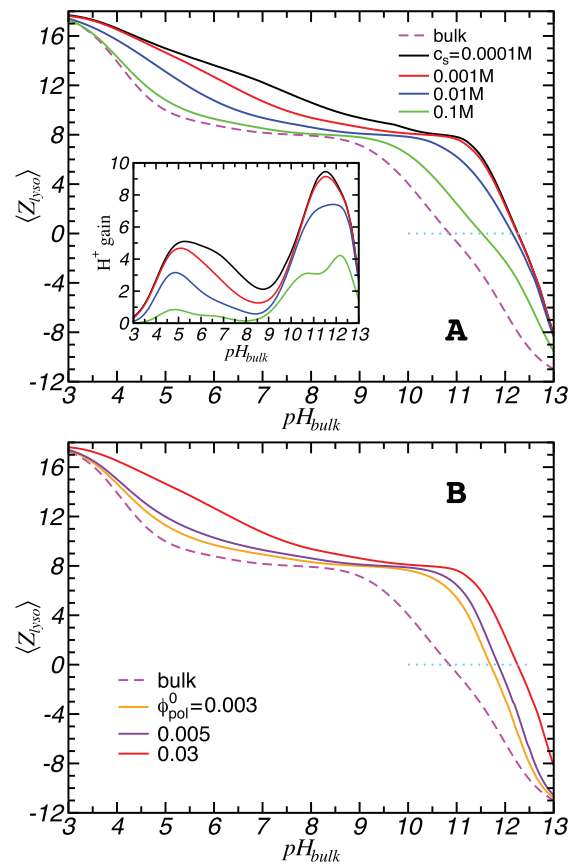 16
12
8
4
0
-4
-8
-12
⟨Z_lyso⟩
bulk
c_s=0.0001M
0.001M
0.01M
0.1M
10
8
6
4
2
0
H⁺ gain
3 4 5 6 7 8 9 10 11 12 13
pH_bulk
A
3 4 5 6 7 8 9 10 11 12 13
pH_bulk
16
12
8
4
0
-4
-8
-12
⟨Z_lyso⟩
B
bulk
ϕ⁰_pol=0.003
0.005
0.03
3 4 5 6 7 8 9 10 11 12 13
pH_bulk